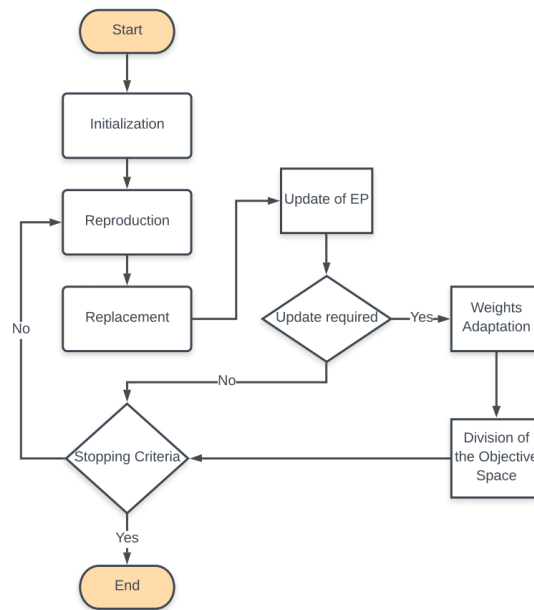 Start
Initialization
Reproduction
Replacement
Update of EP
Update required
Yes
Weights
Adaptation
No
No
Stopping Criteria
Division of
the Objective
Space
Yes
End